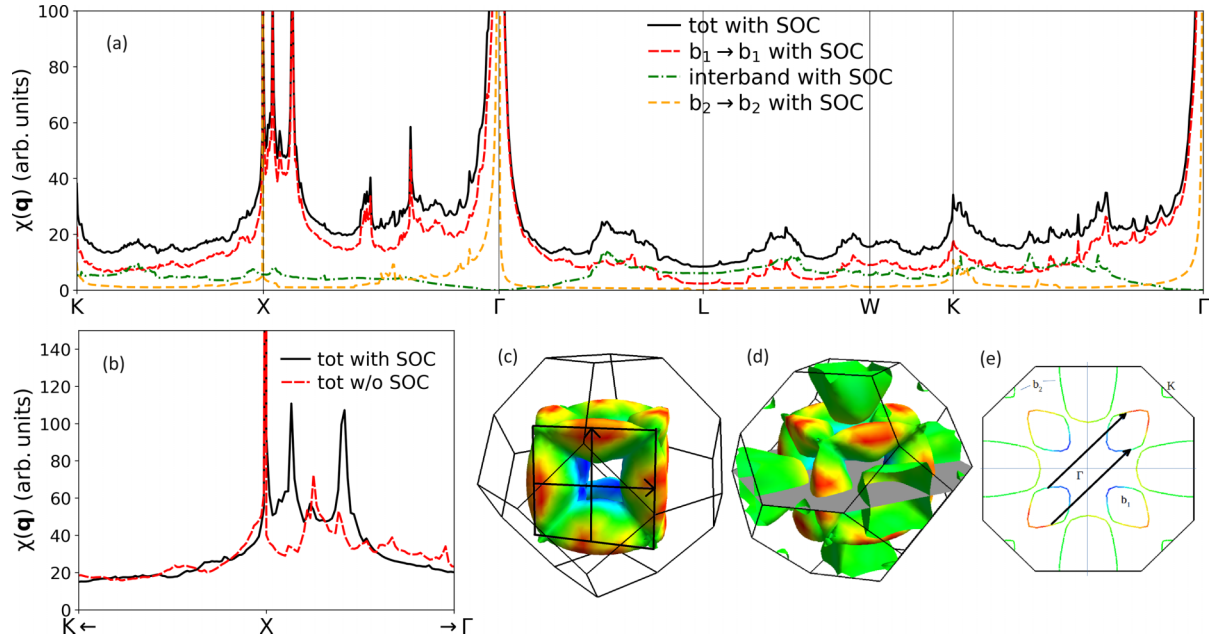 (a)
χ(q) (arb. units)
100
80
60
40
20
0
tot with SOC
b₁ → b₁ with SOC
interband with SOC
b₂ → b₂ with SOC
K X Γ L W K Γ
(b)
χ(q) (arb. units)
140
120
100
80
60
40
20
0
tot with SOC
tot w/o SOC
K ← X → Γ
(c)
(d)
(e)
b₂
K
Γ
b₁